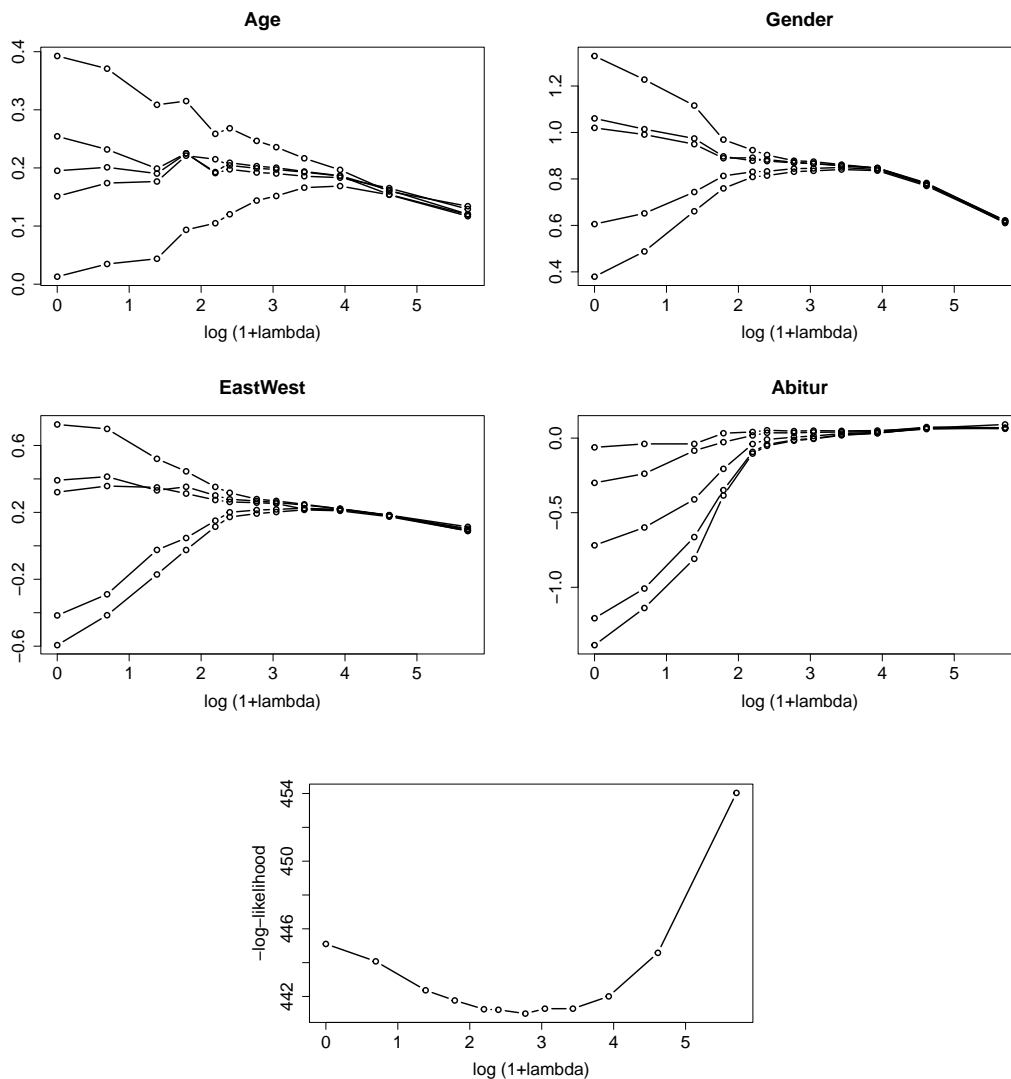 Age
Gender
0.0 0.1 0.2 0.3 0.4
0 1 2 3 4 5
log (1+lambda)
0.4 0.6 0.8 1.0 1.2
0 1 2 3 4 5
log (1+lambda)
EastWest
Abitur
−0.6 −0.2 0.2 0.6
0 1 2 3 4 5
log (1+lambda)
−1.0 −0.5 0.0
0 1 2 3 4 5
log (1+lambda)
−log−likelihood
442 446 450 454
0 1 2 3 4 5
log (1+lambda)